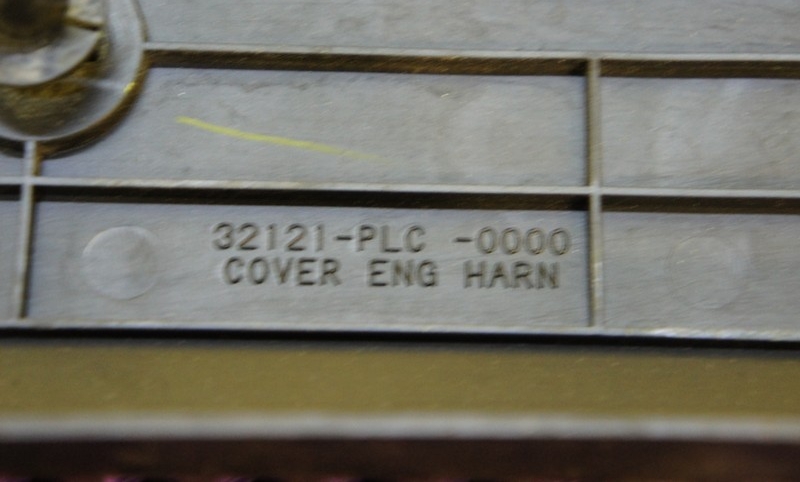 32121-PLC -0000
COVER ENG HARN